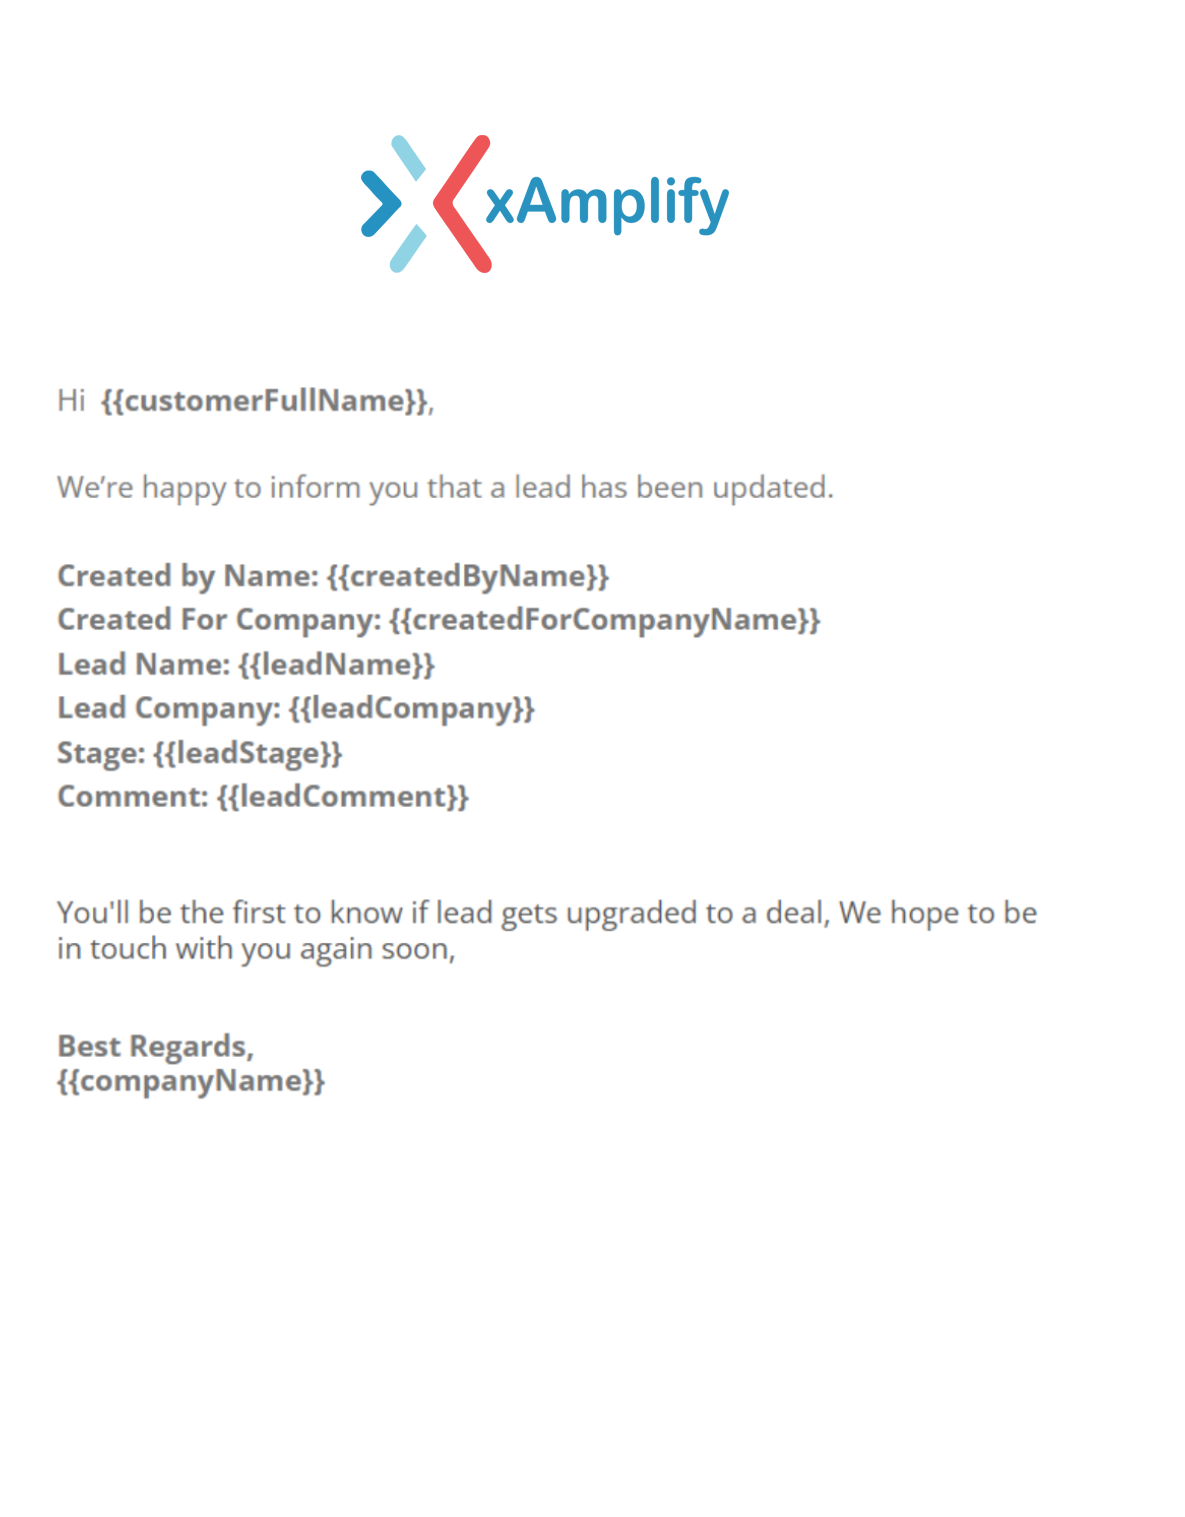 xAmplify
Hi {{customerFullName}},
We’re happy to inform you that a lead has been updated.
Created by Name: {{createdByName}}
Created For Company: {{createdForCompanyName}}
Lead Name: {{leadName}}
Lead Company: {{leadCompany}}
Stage: {{leadStage}}
Comment: {{leadComment}}
You'll be the first to know if lead gets upgraded to a deal, We hope to be
in touch with you again soon,
Best Regards,
{{companyName}}